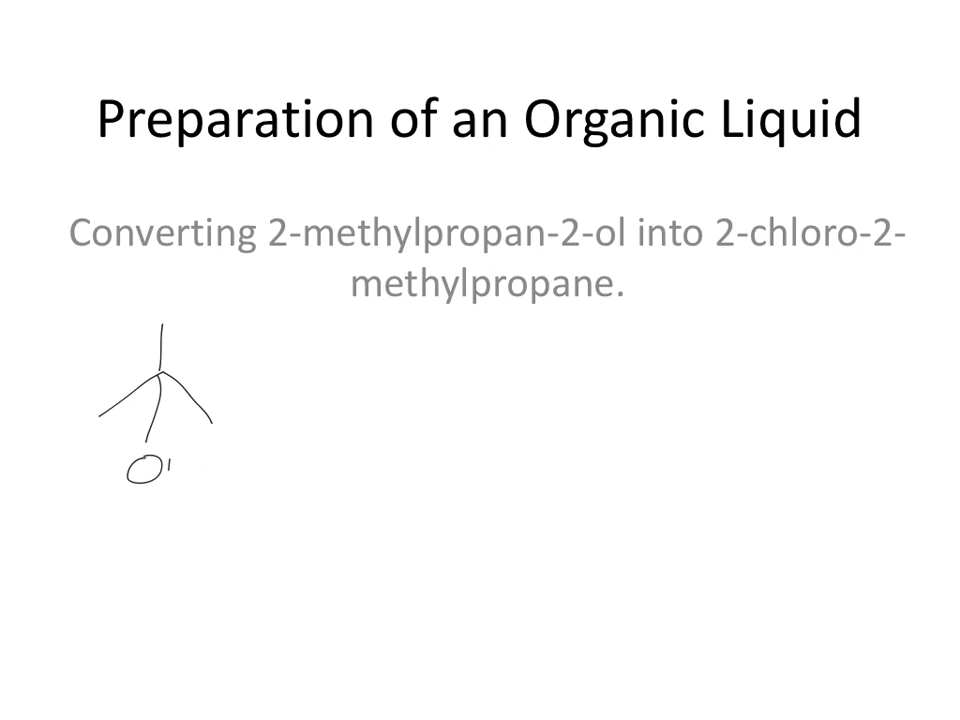 Preparation of an Organic Liquid
Converting 2-methylpropan-2-ol into 2-chloro-2-
methylpropane.
O